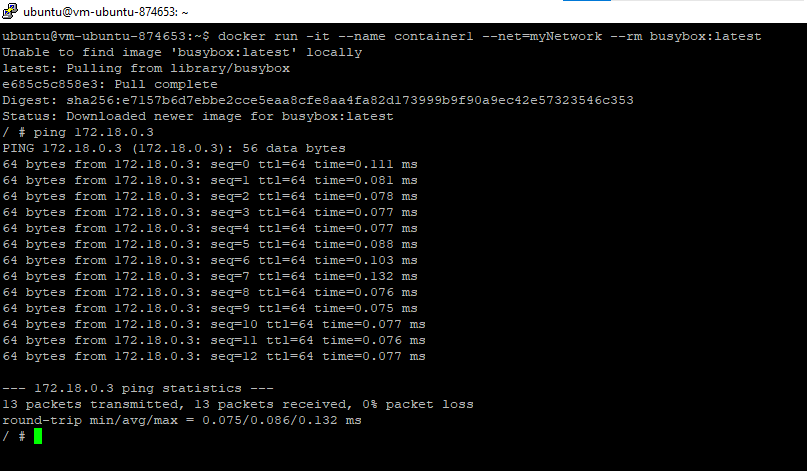 ubuntu@vm-ubuntu-874653: ~
ubuntu@vm-ubuntu-874653:~$ docker run -it --name container1 --net=myNetwork --rm busybox:latest
Unable to find image 'busybox:latest' locally
latest: Pulling from library/busybox
e685c5c858e3: Pull complete
Digest: sha256:e7157b6d7ebbe2cce5eaa8cfe8aa4fa82d173999b9f90a9ec42e57323546c353
Status: Downloaded newer image for busybox:latest
/ # ping 172.18.0.3
PING 172.18.0.3 (172.18.0.3): 56 data bytes
64 bytes from 172.18.0.3: seq=0 ttl=64 time=0.111 ms
64 bytes from 172.18.0.3: seq=1 ttl=64 time=0.081 ms
64 bytes from 172.18.0.3: seq=2 ttl=64 time=0.078 ms
64 bytes from 172.18.0.3: seq=3 ttl=64 time=0.077 ms
64 bytes from 172.18.0.3: seq=4 ttl=64 time=0.077 ms
64 bytes from 172.18.0.3: seq=5 ttl=64 time=0.088 ms
64 bytes from 172.18.0.3: seq=6 ttl=64 time=0.103 ms
64 bytes from 172.18.0.3: seq=7 ttl=64 time=0.132 ms
64 bytes from 172.18.0.3: seq=8 ttl=64 time=0.076 ms
64 bytes from 172.18.0.3: seq=9 ttl=64 time=0.075 ms
64 bytes from 172.18.0.3: seq=10 ttl=64 time=0.077 ms
64 bytes from 172.18.0.3: seq=11 ttl=64 time=0.076 ms
64 bytes from 172.18.0.3: seq=12 ttl=64 time=0.077 ms
--- 172.18.0.3 ping statistics ---
13 packets transmitted, 13 packets received, 0% packet loss
round-trip min/avg/max = 0.075/0.086/0.132 ms
/ #